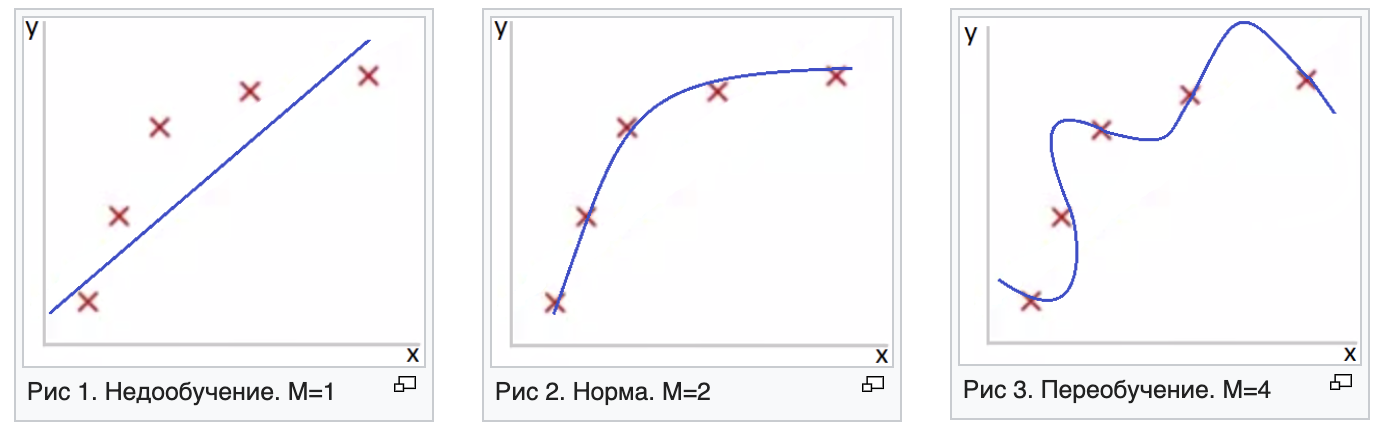 y
x
Рис 1. Недообучение. M=1
y
x
Рис 2. Норма. M=2
y
x
Рис 3. Переобучение. M=4